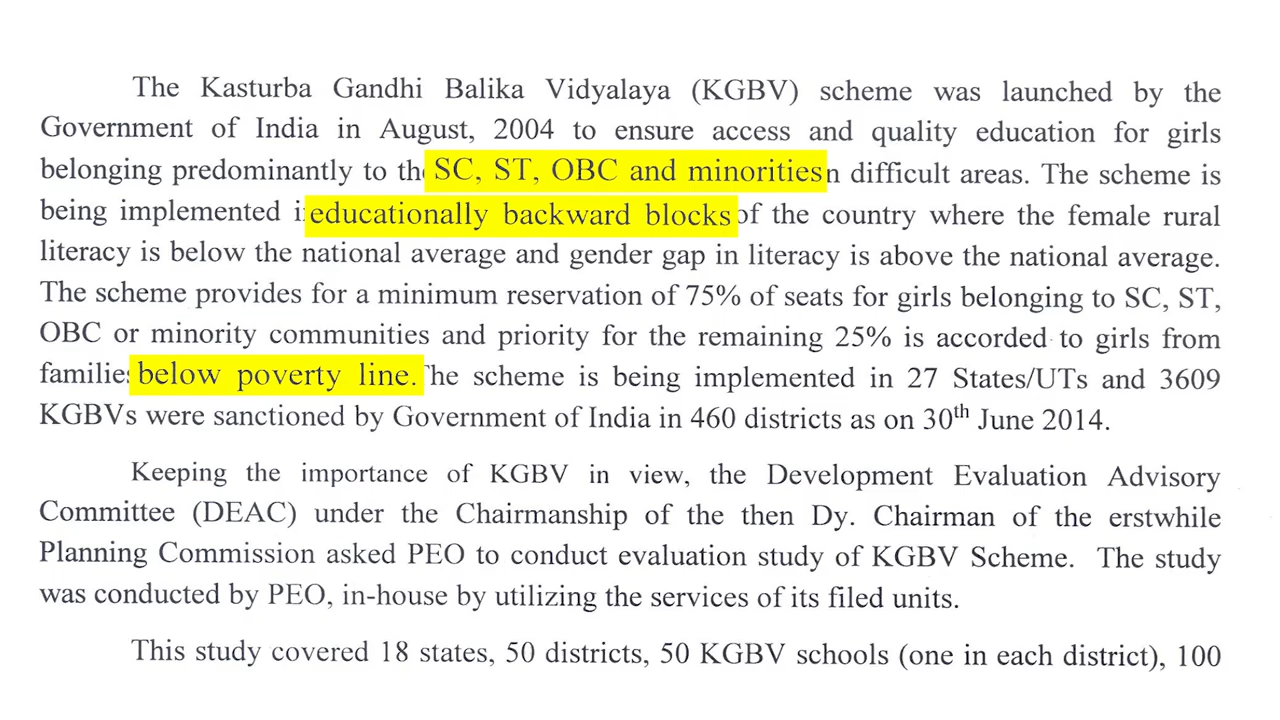 The Kasturba Gandhi Balika Vidyalaya (KGBV) scheme was launched by the
Government of India in August, 2004 to ensure access and quality education for girls
belonging predominantly to th SC, ST, OBC and minorities n difficult areas. The scheme is
being implemented i educationally backward blocks of the country where the female rural
literacy is below the national average and gender gap in literacy is above the national average.
The scheme provides for a minimum reservation of 75% of seats for girls belonging to SC, ST,
OBC or minority communities and priority for the remaining 25% is accorded to girls from
familie below poverty line. The scheme is being implemented in 27 States/UTs and 3609
KGBVs were sanctioned by Government of India in 460 districts as on 30th June 2014.
Keeping the importance of KGBV in view, the Development Evaluation Advisory
Committee (DEAC) under the Chairmanship of the then Dy. Chairman of the erstwhile
Planning Commission asked PEO to conduct evaluation study of KGBV Scheme. The study
was conducted by PEO, in-house by utilizing the services of its filed units.
This study covered 18 states, 50 districts, 50 KGBV schools (one in each district), 100